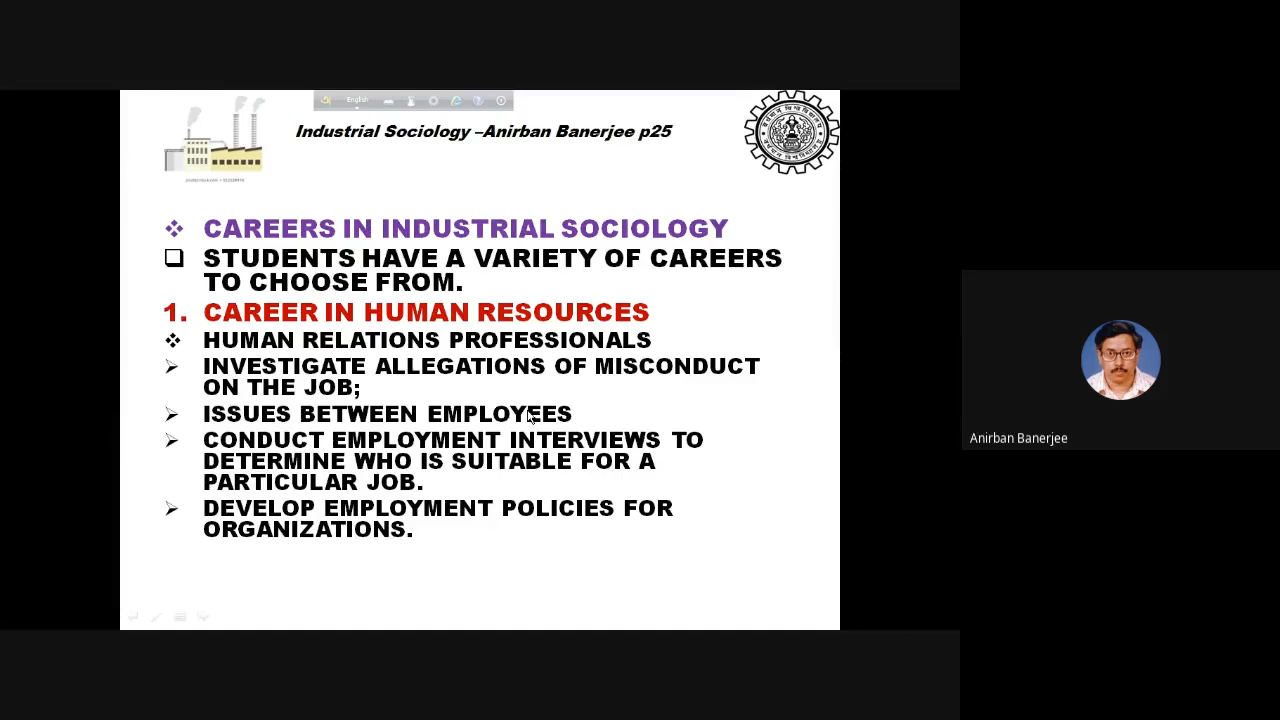 English
Industrial Sociology –Anirban Banerjee p25
❖ CAREERS IN INDUSTRIAL SOCIOLOGY
❑ STUDENTS HAVE A VARIETY OF CAREERS
TO CHOOSE FROM.
1. CAREER IN HUMAN RESOURCES
❖ HUMAN RELATIONS PROFESSIONALS
➢ INVESTIGATE ALLEGATIONS OF MISCONDUCT
ON THE JOB;
➢ ISSUES BETWEEN EMPLOYEES
➢ CONDUCT EMPLOYMENT INTERVIEWS TO
DETERMINE WHO IS SUITABLE FOR A
PARTICULAR JOB.
➢ DEVELOP EMPLOYMENT POLICIES FOR
ORGANIZATIONS.
Anirban Banerjee